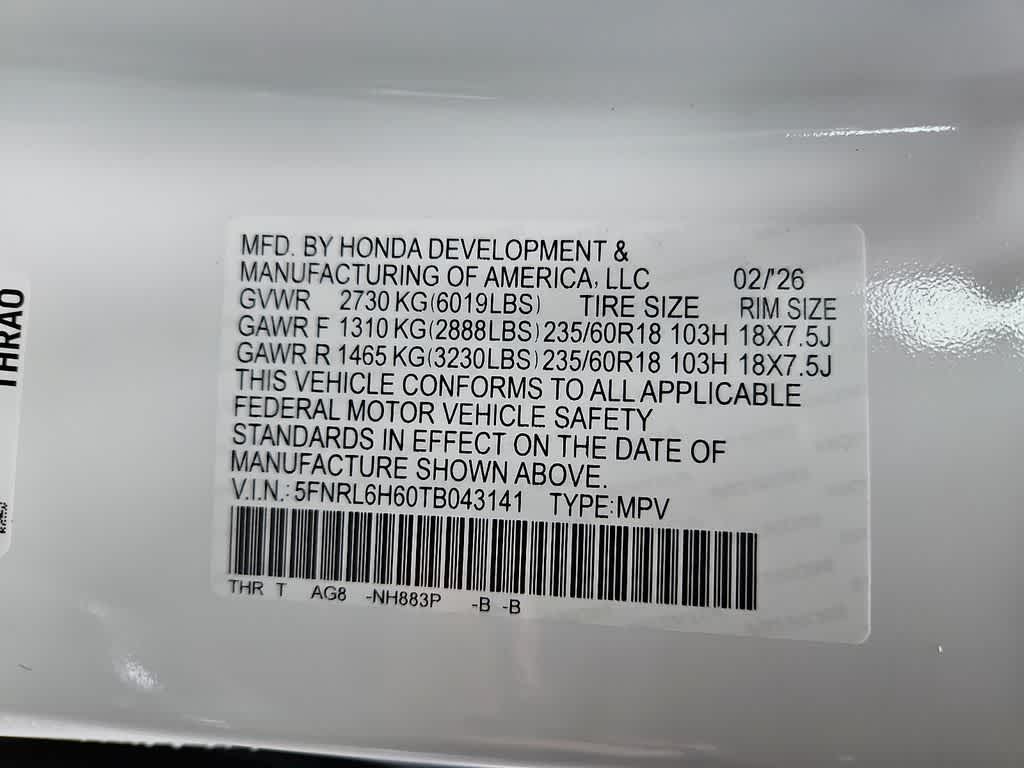 MFD. BY HONDA DEVELOPMENT &
MANUFACTURING OF AMERICA, LLC 02/'26
GVWR 2730 KG(6019LBS) TIRE SIZE RIM SIZE
GAWR F 1310 KG(2888LBS) 235/60R18 103H 18X7.5J
GAWR R 1465 KG(3230LBS) 235/60R18 103H 18X7.5J
THIS VEHICLE CONFORMS TO ALL APPLICABLE
FEDERAL MOTOR VEHICLE SAFETY
STANDARDS IN EFFECT ON THE DATE OF
MANUFACTURE SHOWN ABOVE.
V.I.N.: 5FNRL6H60TB043141 TYPE:MPV
THR T AG8 -NH883P -B -B
THRA0